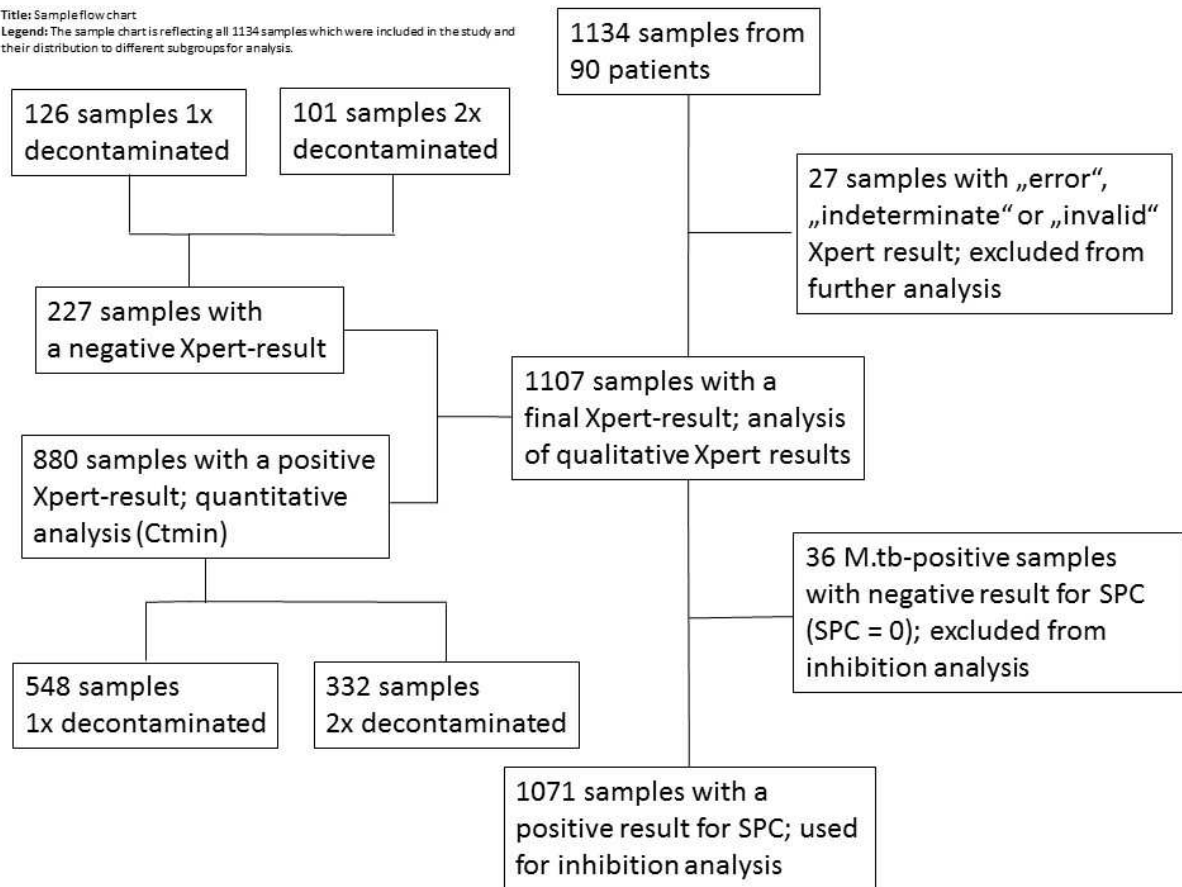 Title: Sample flow chart
Legend: The sample chart is reflecting all 1134 samples which were included in the study and
their distribution to different subgroups for analysis.
1134 samples from
90 patients
126 samples 1x
decontaminated
101 samples 2x
decontaminated
27 samples with „error“,
„indeterminate“ or „invalid“
Xpert result; excluded from
further analysis
227 samples with
a negative Xpert-result
1107 samples with a
final Xpert-result; analysis
of qualitative Xpert results
880 samples with a positive
Xpert-result; quantitative
analysis (Ctmin)
36 M.tb-positive samples
with negative result for SPC
(SPC = 0); excluded from
inhibition analysis
548 samples
1x decontaminated
332 samples
2x decontaminated
1071 samples with a
positive result for SPC; used
for inhibition analysis